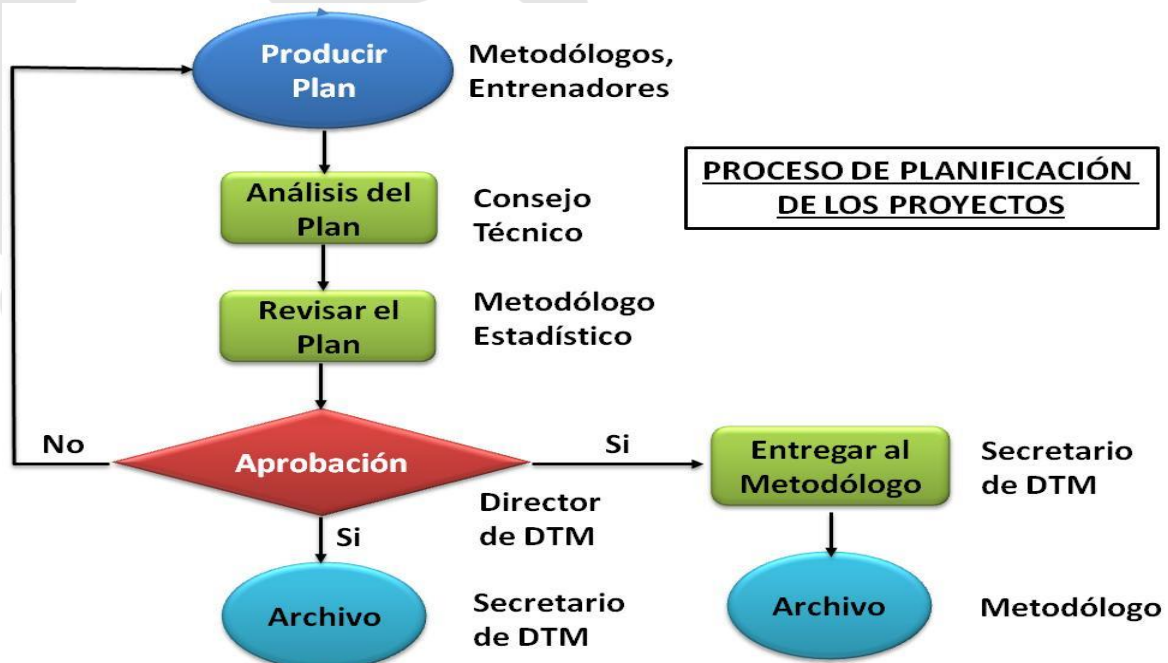 Producir
Plan
Metodólogos,
Entrenadores
PROCESO DE PLANIFICACIÓN
DE LOS PROYECTOS
Análisis del
Plan
Consejo
Técnico
Revisar el
Plan
Metodólogo
Estadístico
No
Aprobación
Si
Entregar al
Metodólogo
Secretario
de DTM
Director
de DTM
Si
Archivo
Secretario
de DTM
Archivo
Metodólogo